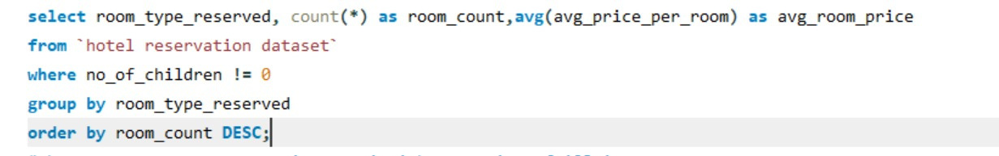 select room_type_reserved, count(*) as room_count,avg(avg_price_per_room) as avg_room_price
from `hotel reservation dataset`
where no_of_children != 0
group by room_type_reserved
order by room_count DESC;